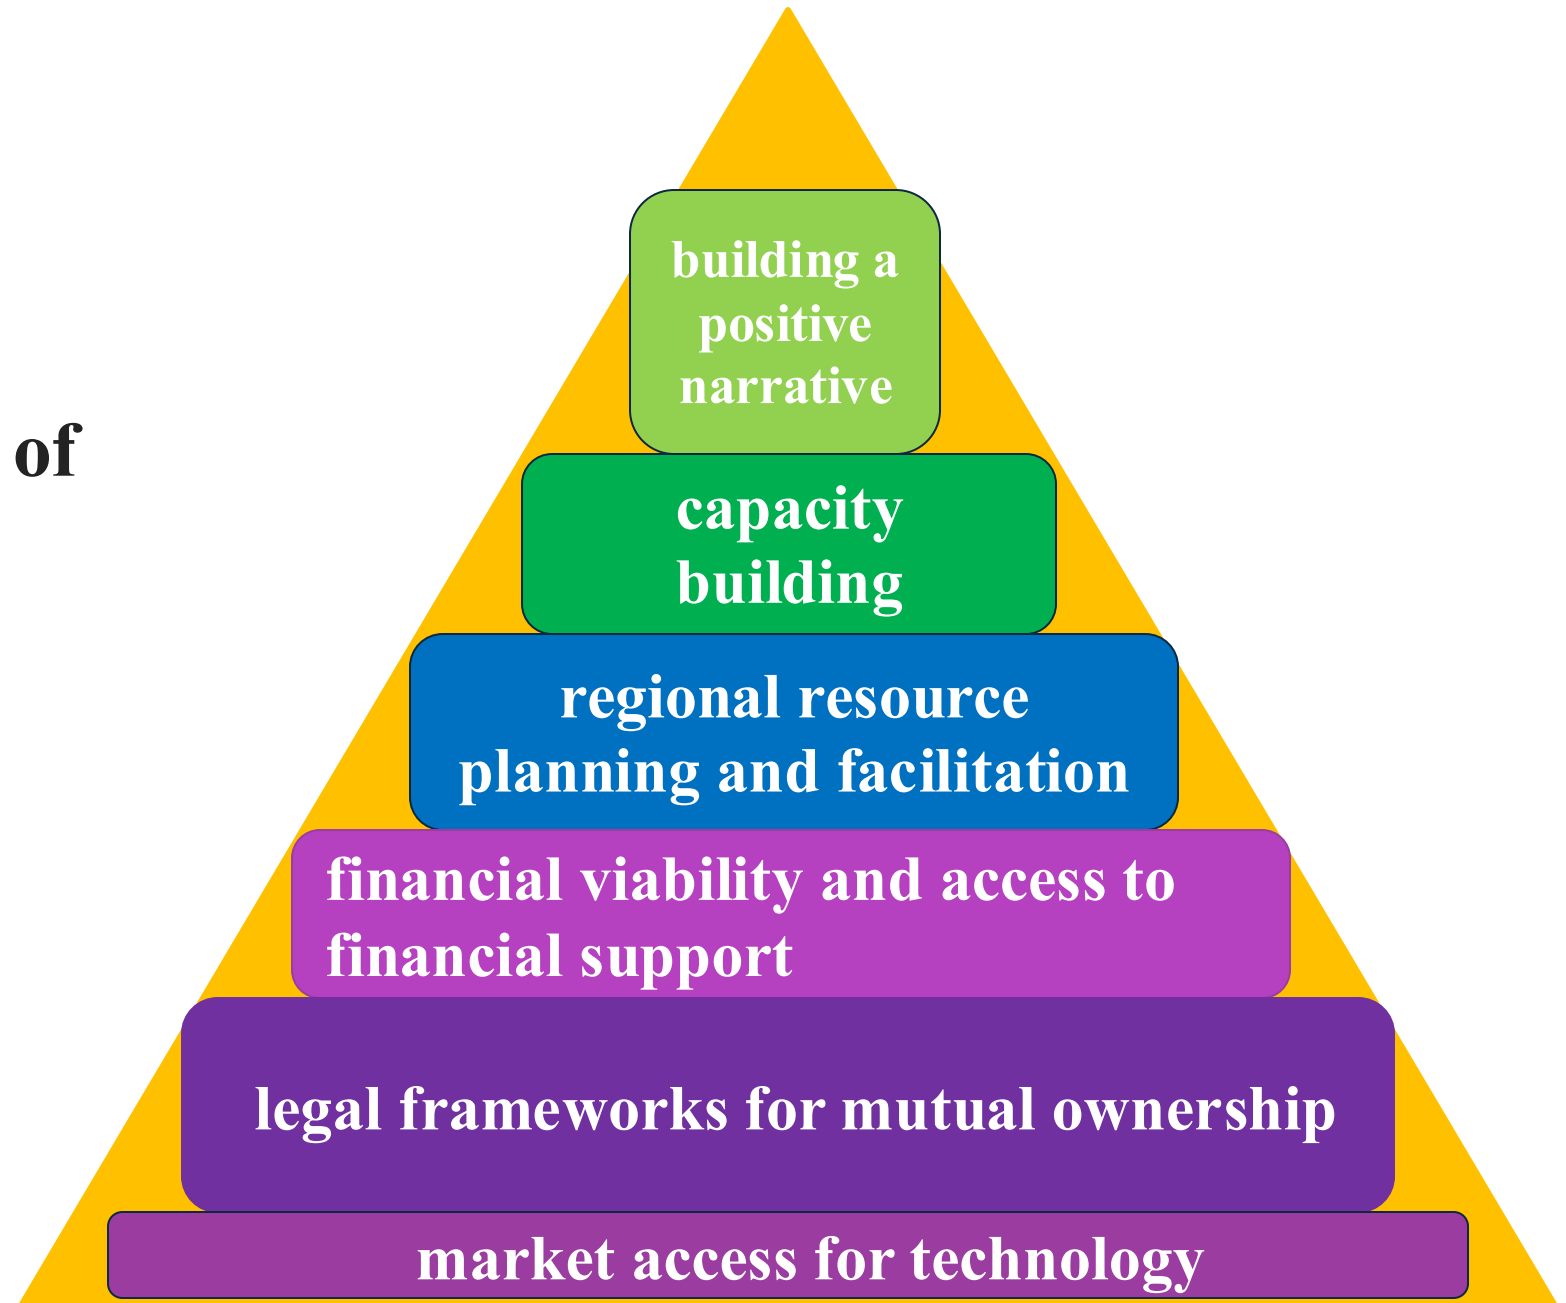 building a
positive
narrative
of
capacity
building
regional resource
planning and facilitation
financial viability and access to
financial support
legal frameworks for mutual ownership
market access for technology